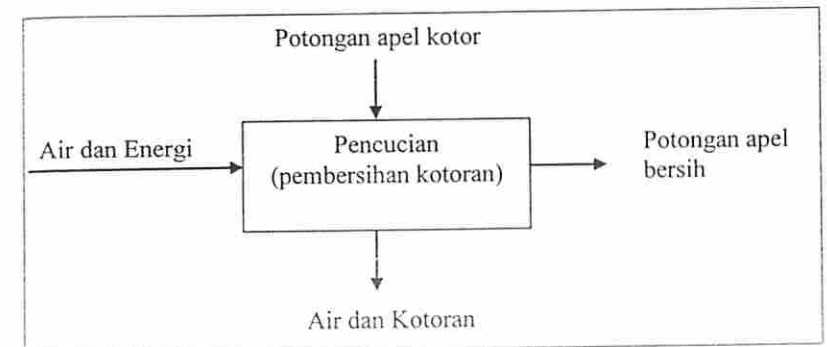 Potongan apel kotor
Air dan Energi
Pencucian
(pembersihan kotoran)
Potongan apel
bersih
Air dan Kotoran